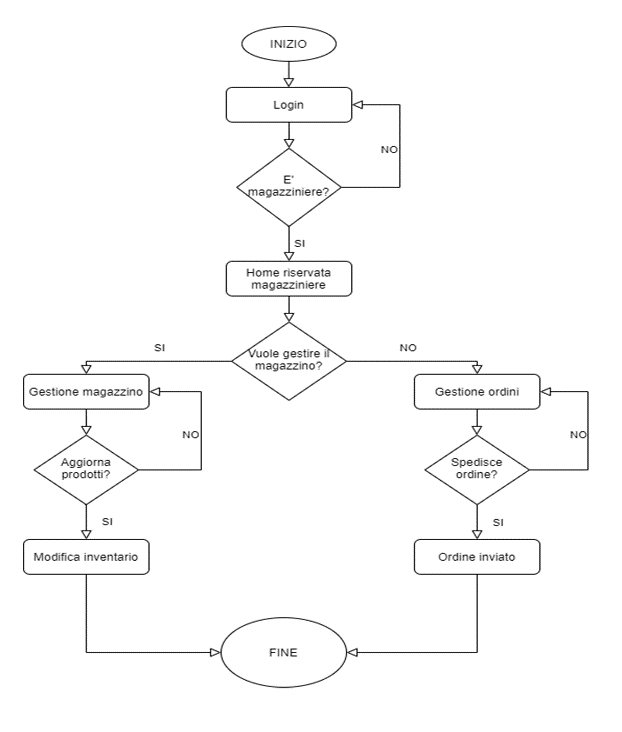 INIZIO
Login
NO
E'
magazziniere?
SI
Home riservata
magazziniere
SI
NO
Vuole gestire il
magazzino?
Gestione magazzino
Gestione ordini
NO
NO
Aggiorna
prodotti?
Spedisce
ordine?
SI
SI
Modifica inventario
Ordine inviato
FINE